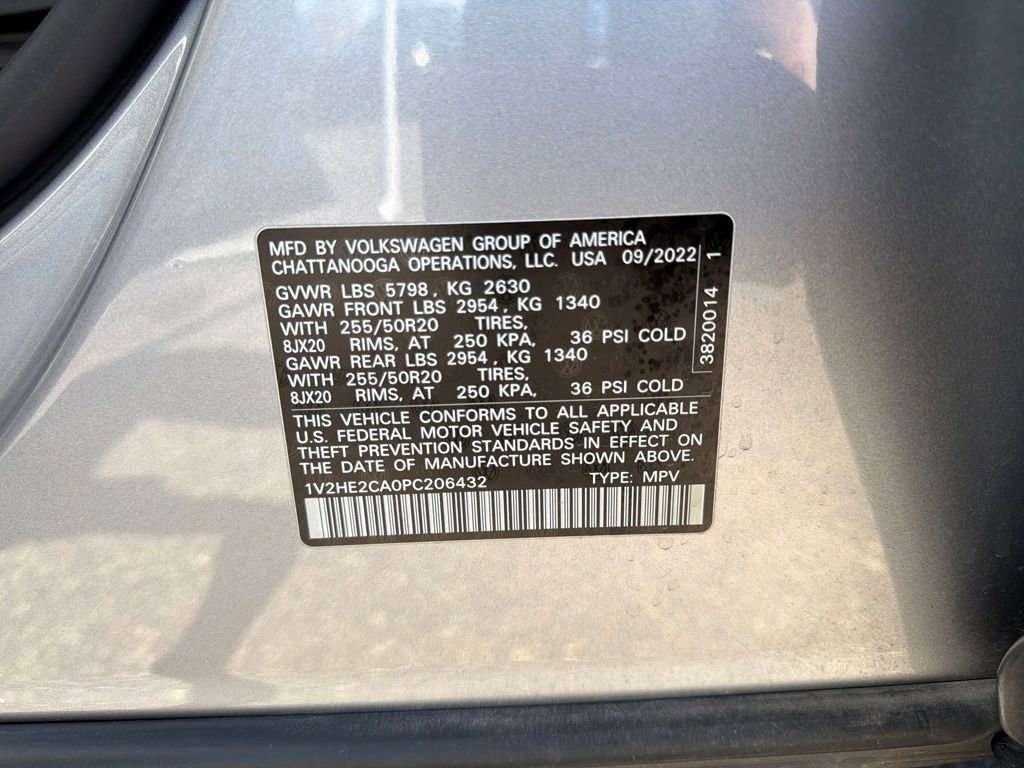 MFD BY VOLKSWAGEN GROUP OF AMERICA
CHATTANOOGA OPERATIONS, LLC. USA 09/2022
GVWR LBS 5798, KG 2630
GAWR FRONT LBS 2954, KG 1340
WITH 255/50R20 TIRES,
8JX20 RIMS, AT 250 KPA, 36 PSI COLD
GAWR REAR LBS 2954, KG 1340
WITH 255/50R20 TIRES,
8JX20 RIMS, AT 250 KPA, 36 PSI COLD
3820014 1
THIS VEHICLE CONFORMS TO ALL APPLICABLE
U.S. FEDERAL MOTOR VEHICLE SAFETY AND
THEFT PREVENTION STANDARDS IN EFFECT ON
THE DATE OF MANUFACTURE SHOWN ABOVE.
1V2HE2CA0PC206432 TYPE: MPV